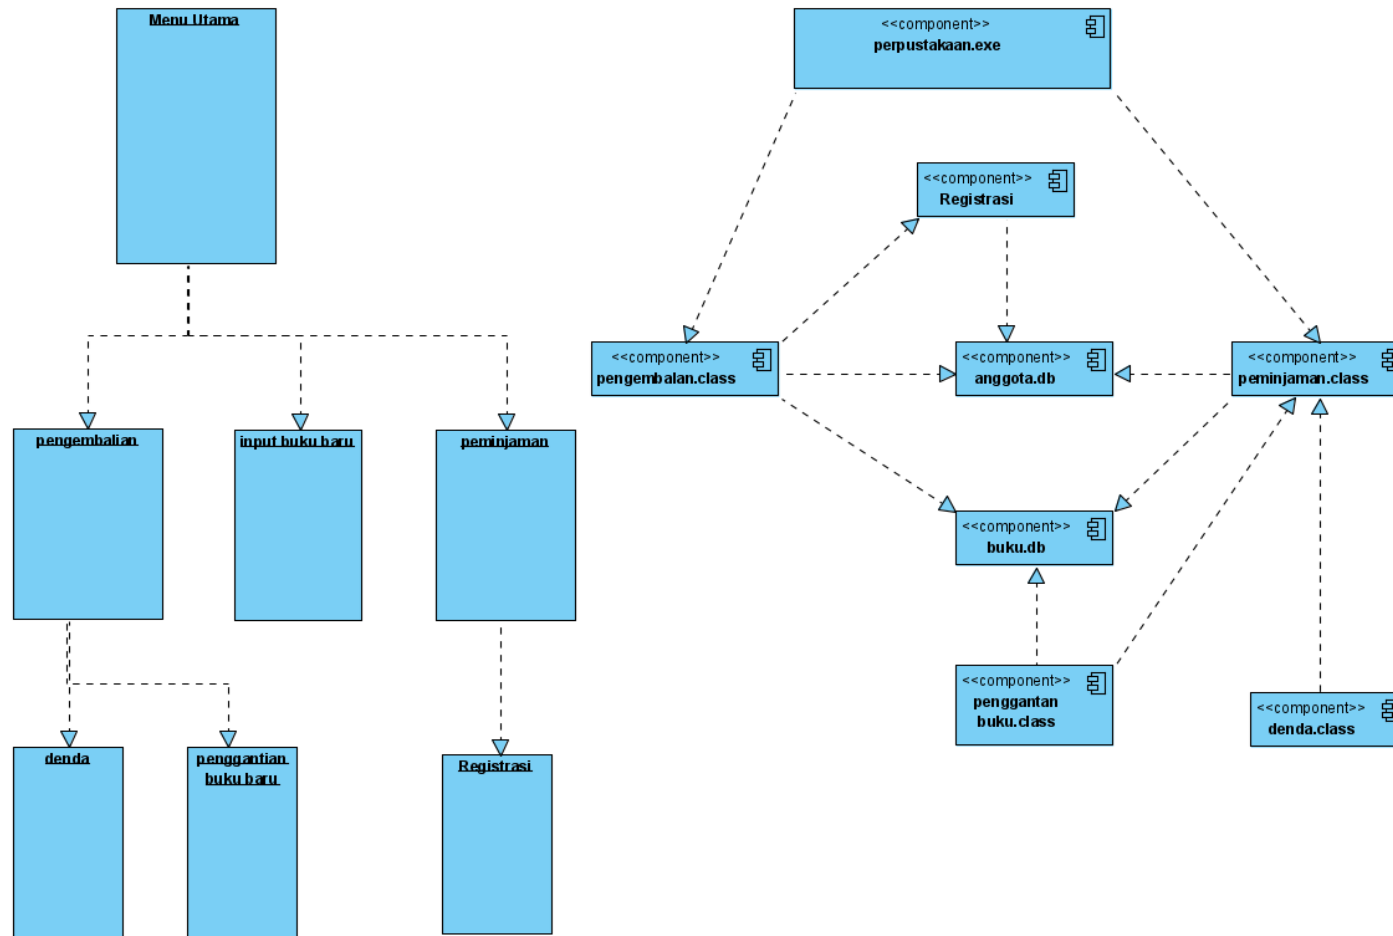 Menu Utama
pengembalian
input buku baru
peminjaman
denda
penggantian
buku baru
Registrasi
<<component>>
perpustakaan.exe
<<component>>
Registrasi
<<component>>
pengembalan.class
<<component>>
anggota.db
<<component>>
peminjaman.class
<<component>>
buku.db
<<component>>
penggantan
buku.class
<<component>>
denda.class